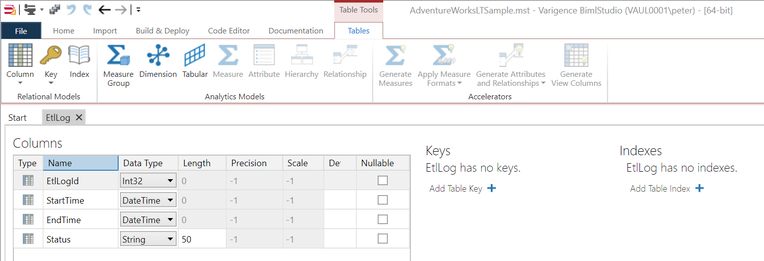 Table Tools
AdventureWorksLTSample.mst - Varigence BimlStudio (VAUL0001\peter) - [64-bit]
File Home Import Build & Deploy Code Editor Documentation Tables
Column Key Index Measure Group Dimension Tabular Measure Attribute Hierarchy Relationship Generate Measures Apply Measure Formats Generate Attributes and Relationships Generate View Columns
Relational Models Analytics Models Accelerators
Start EtlLog
Columns
Type Name Data Type Length Precision Scale De Nullable
EtlLogId Int32 0 -1 -1
StartTime DateTime 0 -1 -1
EndTime DateTime 0 -1 -1
Status String 50 -1 -1
Keys
EtlLog has no keys.
Add Table Key +
Indexes
EtlLog has no indexes.
Add Table Index +